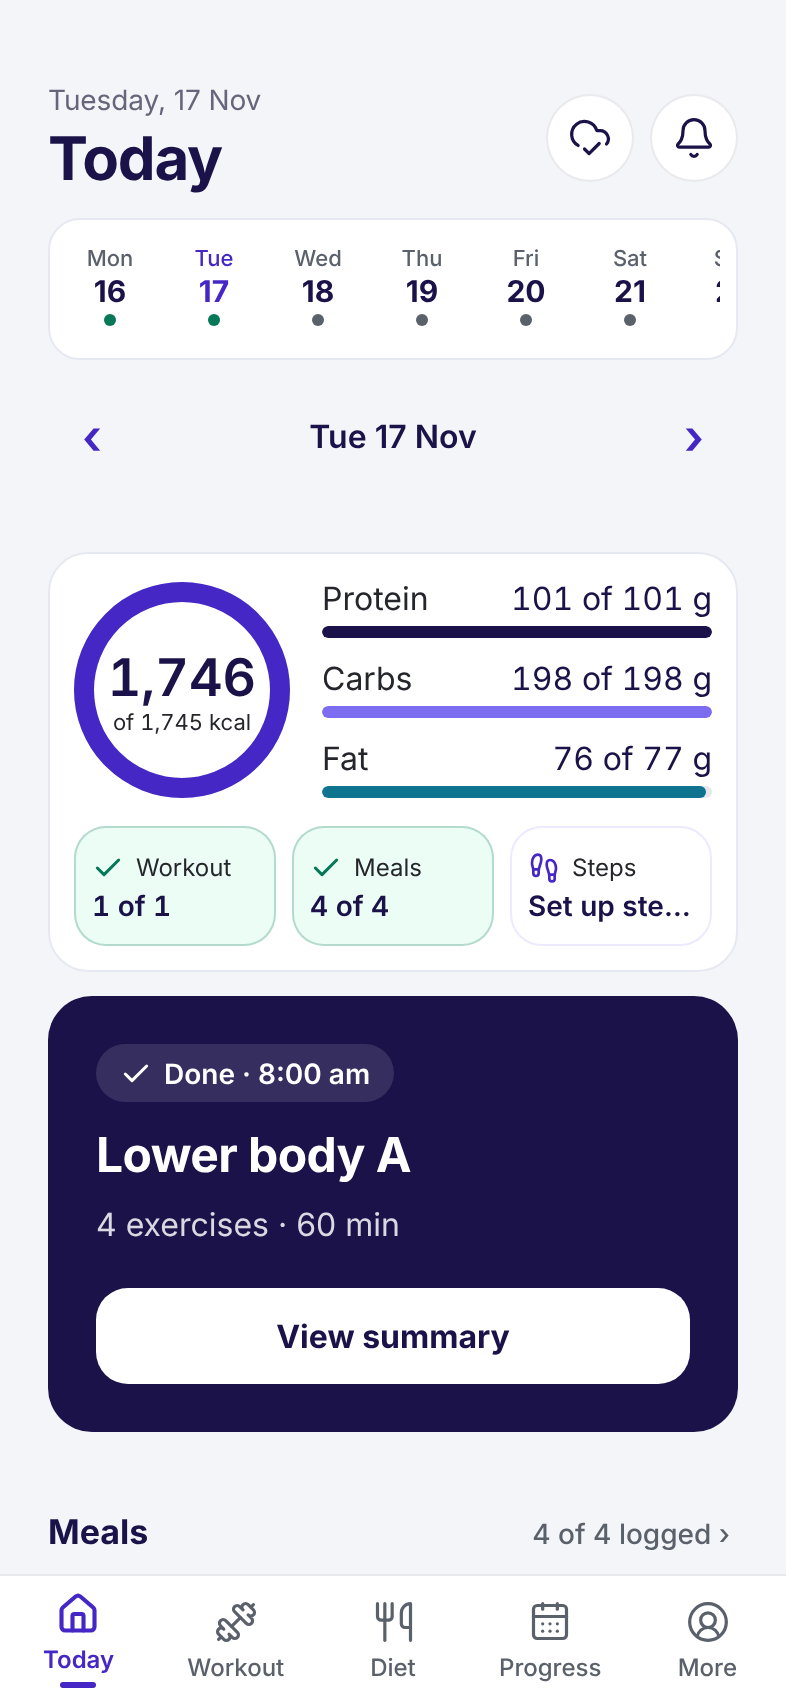 Tuesday, 17 Nov
Today
Mon Tue Wed Thu Fri Sat
16 17 18 19 20 21
‹ Tue 17 Nov ›
1,746
of 1,745 kcal
Protein 101 of 101 g
Carbs 198 of 198 g
Fat 76 of 77 g
Workout
1 of 1
Meals
4 of 4
Steps
Set up ste...
Done · 8:00 am
Lower body A
4 exercises · 60 min
View summary
Meals 4 of 4 logged ›
Today Workout Diet Progress More